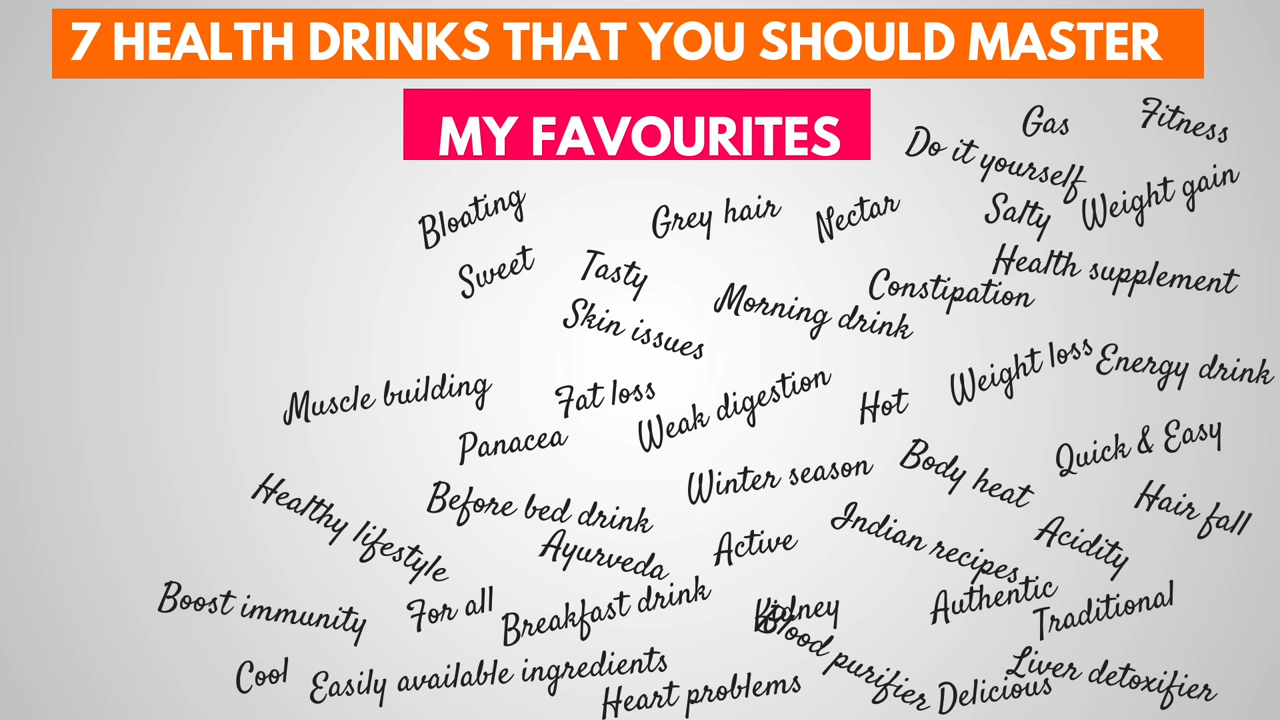 7 HEALTH DRINKS THAT YOU SHOULD MASTER
MY FAVOURITES
Gas
Fitness
Do it yourself
Bloating
Grey hair
Nectar
Salty
Weight gain
Sweet
Tasty
Health supplement
Constipation
Morning drink
Skin issues
Weight loss
Energy drink
Muscle building
Fat loss
Weak digestion
Hot
Panacea
Quick & Easy
Winter season
Body heat
Healthy lifestyle
Before bed drink
Hair fall
Ayurveda
Active
Indian recipes
Acidity
Boost immunity
For all
Breakfast drink
Kidney
Authentic
Traditional
Blood purifier
Cool
Easily available ingredients
Heart problems
Delicious
Liver detoxifier